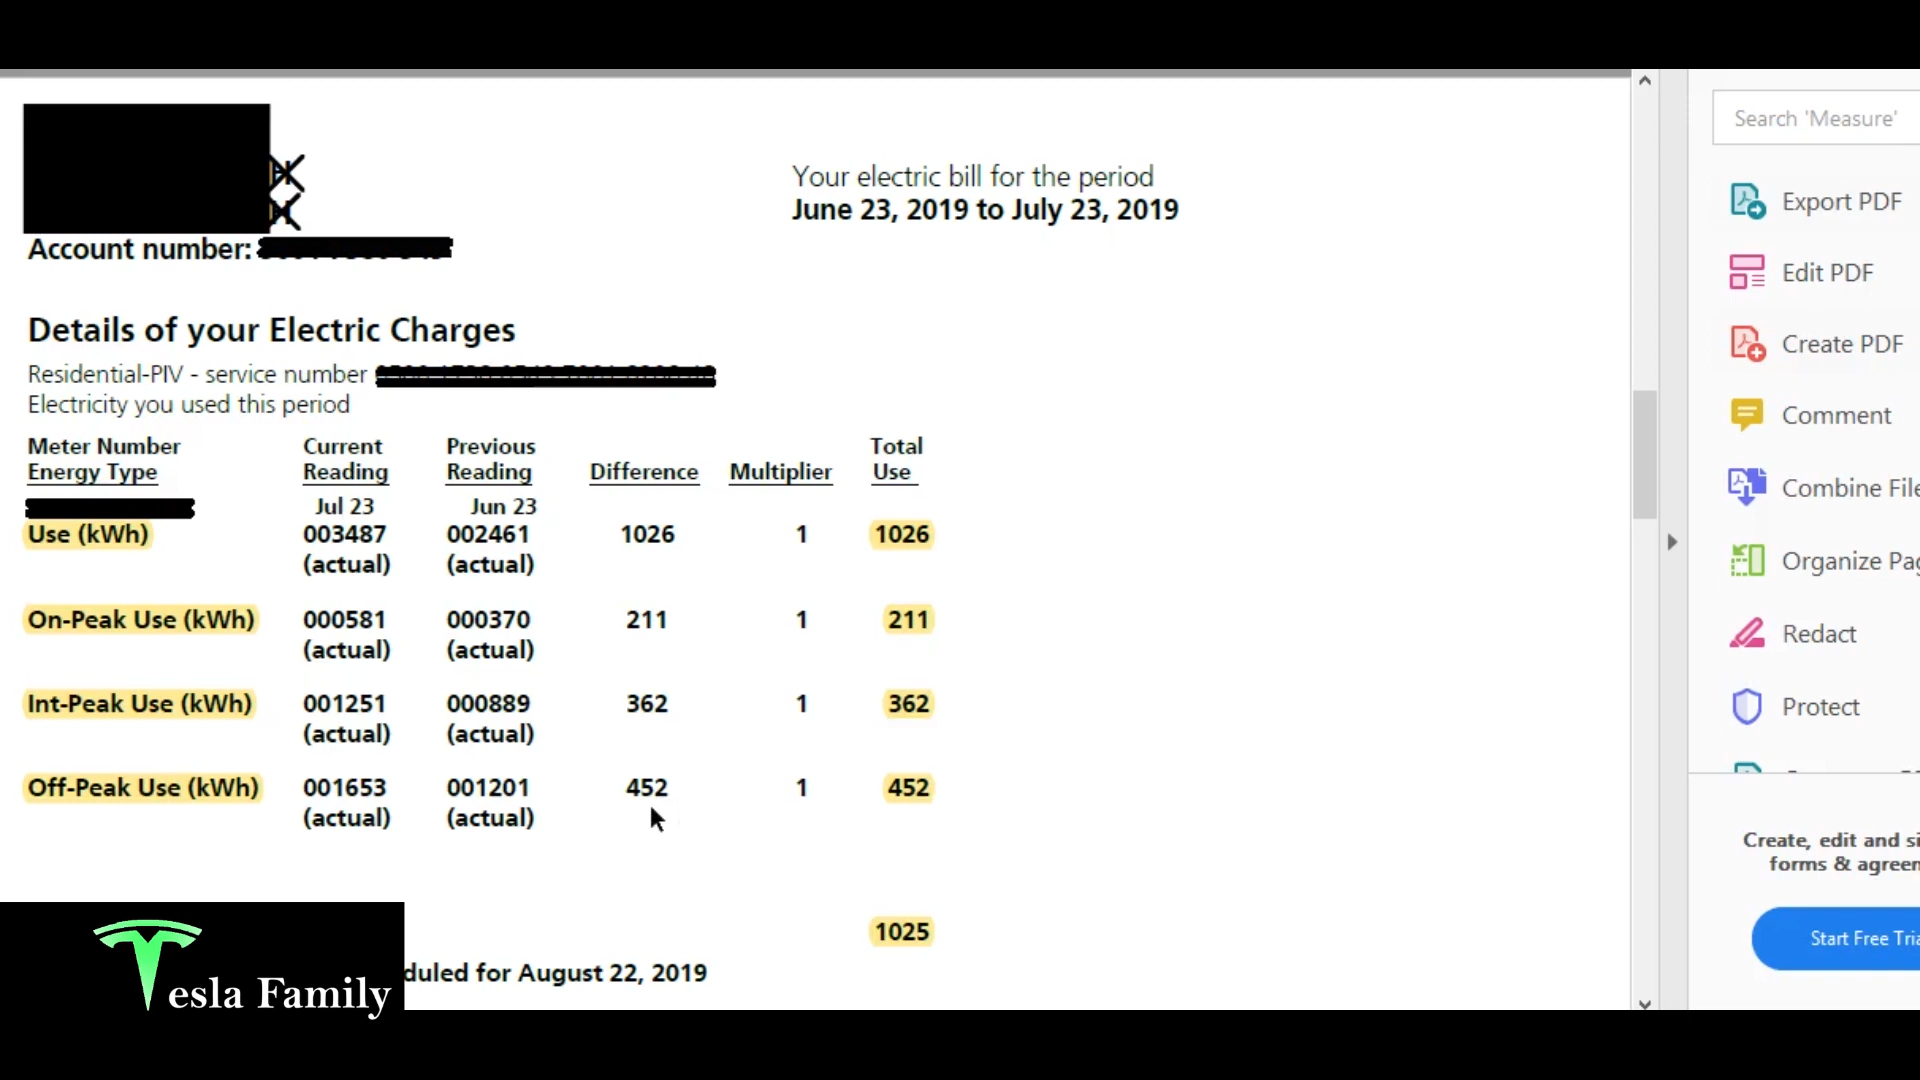 Your electric bill for the period
June 23, 2019 to July 23, 2019
Account number:
Details of your Electric Charges
Residential-PIV - service number
Electricity you used this period
Meter Number Current Previous Total
Energy Type Reading Reading Difference Multiplier Use
Jul 23 Jun 23
Use (kWh) 003487 002461 1026 1 1026
(actual) (actual)
On-Peak Use (kWh) 000581 000370 211 1 211
(actual) (actual)
Int-Peak Use (kWh) 001251 000889 362 1 362
(actual) (actual)
Off-Peak Use (kWh) 001653 001201 452 1 452
(actual) (actual)
1025
duled for August 22, 2019
Tesla Family
Search 'Measure'
Export PDF
Edit PDF
Create PDF
Comment
Combine File
Organize Pag
Redact
Protect
Create, edit and si
forms & agreem
Start Free Tria